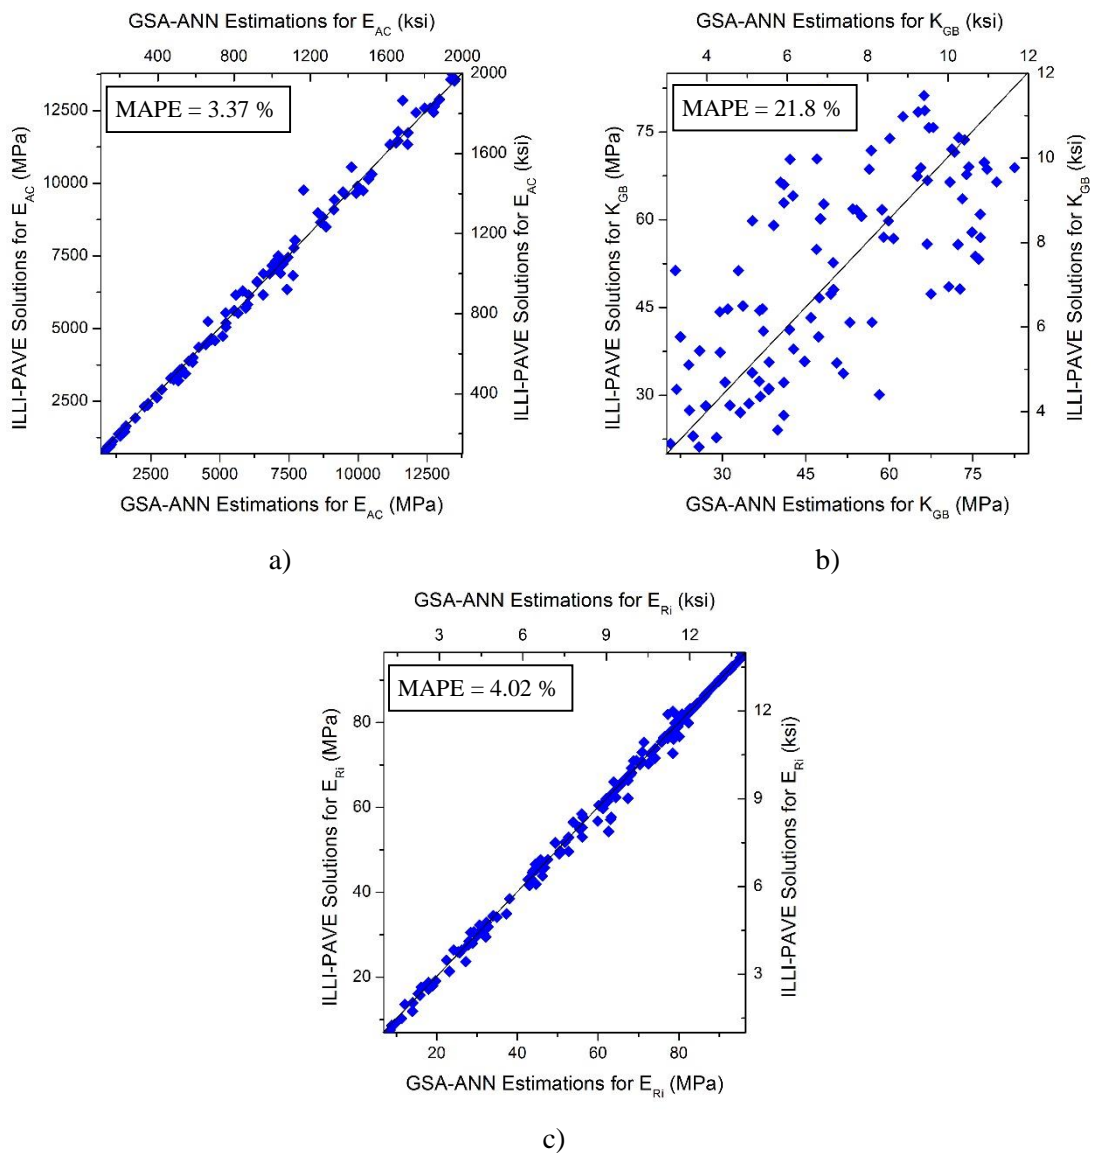 GSA-ANN Estimations for E_AC (ksi)
400 800 1200 1600 2000
MAPE = 3.37 %
ILLI-PAVE Solutions for E_AC (MPa)
12500
10000
7500
5000
2500
2000
1600
1200
800
400
ILLI-PAVE Solutions for E_AC (ksi)
2500 5000 7500 10000 12500
GSA-ANN Estimations for E_AC (MPa)
a)
GSA-ANN Estimations for K_GB (ksi)
4 6 8 10 12
MAPE = 21.8 %
ILLI-PAVE Solutions for K_GB (MPa)
75
60
45
30
12
10
8
6
4
ILLI-PAVE Solutions for K_GB (ksi)
30 45 60 75
GSA-ANN Estimations for K_GB (MPa)
b)
GSA-ANN Estimations for E_Ri (ksi)
3 6 9 12
MAPE = 4.02 %
ILLI-PAVE Solutions for E_Ri (MPa)
80
60
40
20
12
9
6
3
ILLI-PAVE Solutions for E_Ri (ksi)
20 40 60 80
GSA-ANN Estimations for E_Ri (MPa)
c)